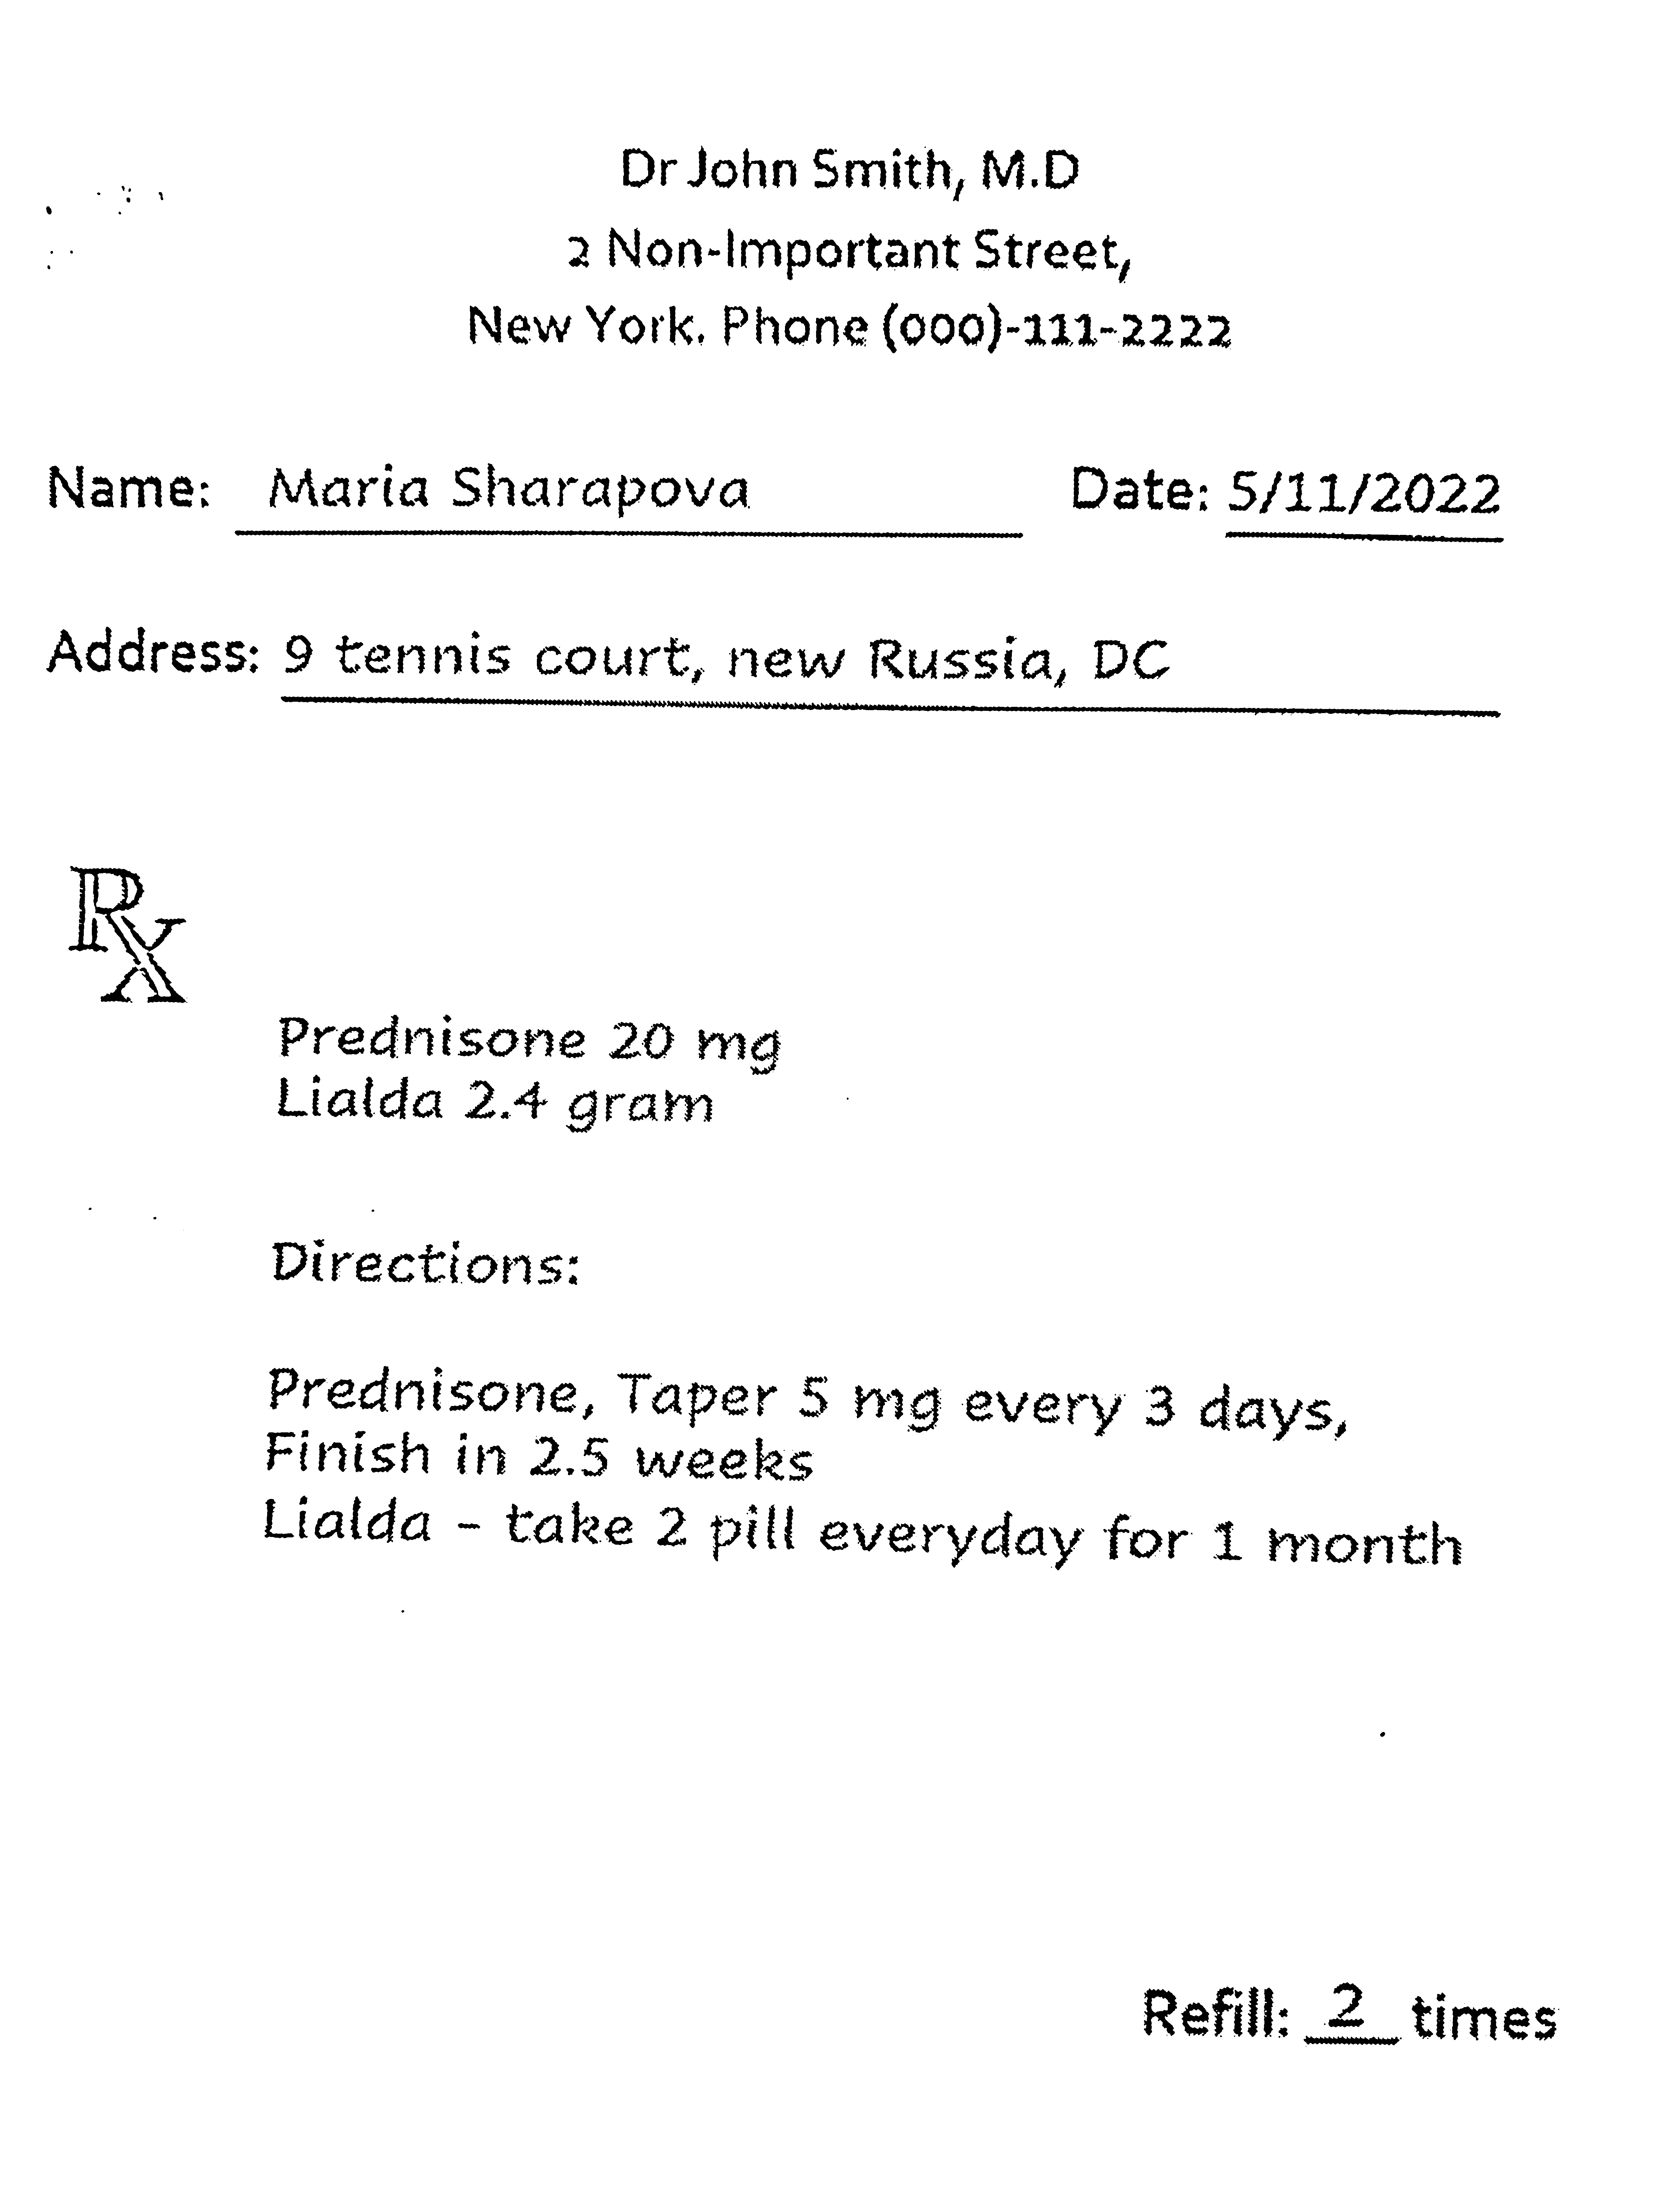 Dr John Smith, M.D
2 Non-Important Street,
New York. Phone (000)-111-2222
Name: Maria Sharapova Date: 5/11/2022
Address: 9 tennis court, new Russia, DC
Rx
Prednisone 20 mg
Lialda 2.4 gram
Directions:
Prednisone, Taper 5 mg every 3 days,
Finish in 2.5 weeks
Lialda - take 2 pill everyday for 1 month
Refill: 2 times